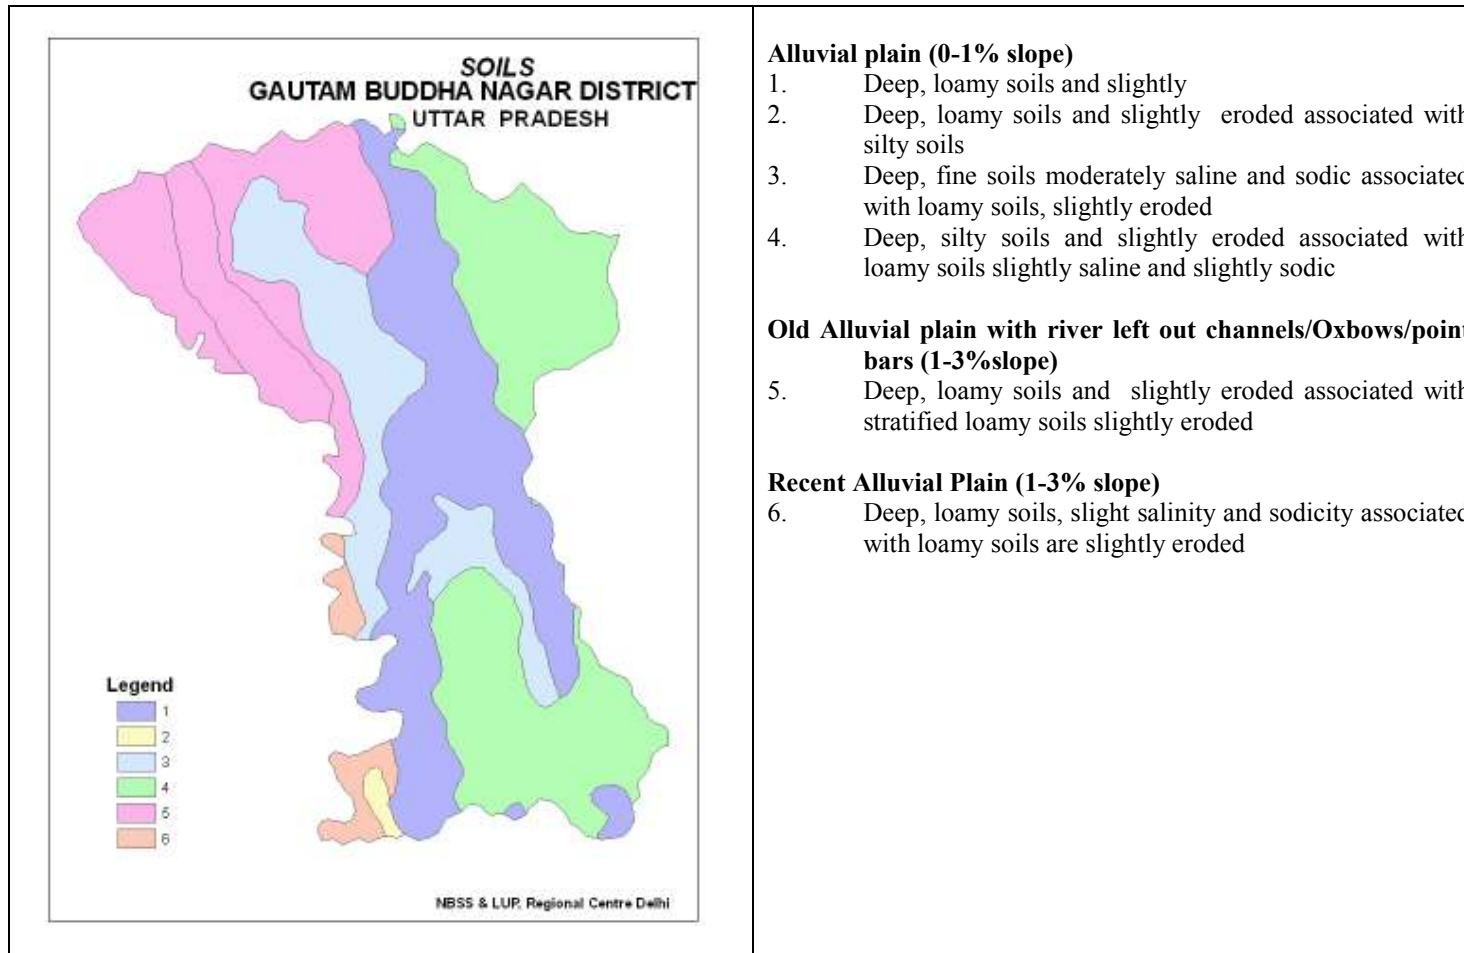 SOILS
GAUTAM BUDDHA NAGAR DISTRICT
UTTAR PRADESH
Legend
1
2
3
4
5
6
NBSS & LUP, Regional Centre Delhi
Alluvial plain (0-1% slope)
1. Deep, loamy soils and slightly
2. Deep, loamy soils and slightly eroded associated with
silty soils
3. Deep, fine soils moderately saline and sodic associated
with loamy soils, slightly eroded
4. Deep, silty soils and slightly eroded associated with
loamy soils slightly saline and slightly sodic
Old Alluvial plain with river left out channels/Oxbows/point
bars (1-3%slope)
5. Deep, loamy soils and slightly eroded associated with
stratified loamy soils slightly eroded
Recent Alluvial Plain (1-3% slope)
6. Deep, loamy soils, slight salinity and sodicity associated
with loamy soils are slightly eroded